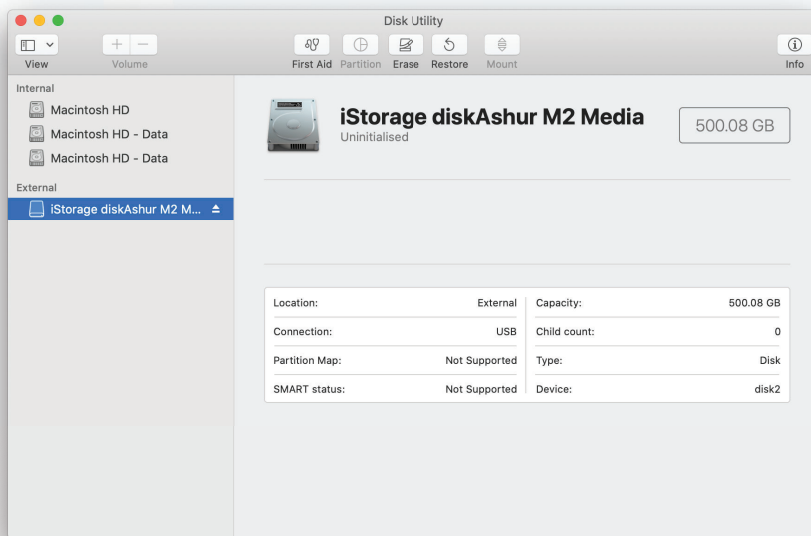 Disk Utility
View
Volume
First Aid
Partition
Erase
Restore
Mount
Info
Internal
Macintosh HD
Macintosh HD - Data
Macintosh HD - Data
External
iStorage diskAshur M2 M...
iStorage diskAshur M2 Media
Uninitialised
500.08 GB
Location: External
Capacity: 500.08 GB
Connection: USB
Child count: 0
Partition Map: Not Supported
Type: Disk
SMART status: Not Supported
Device: disk2